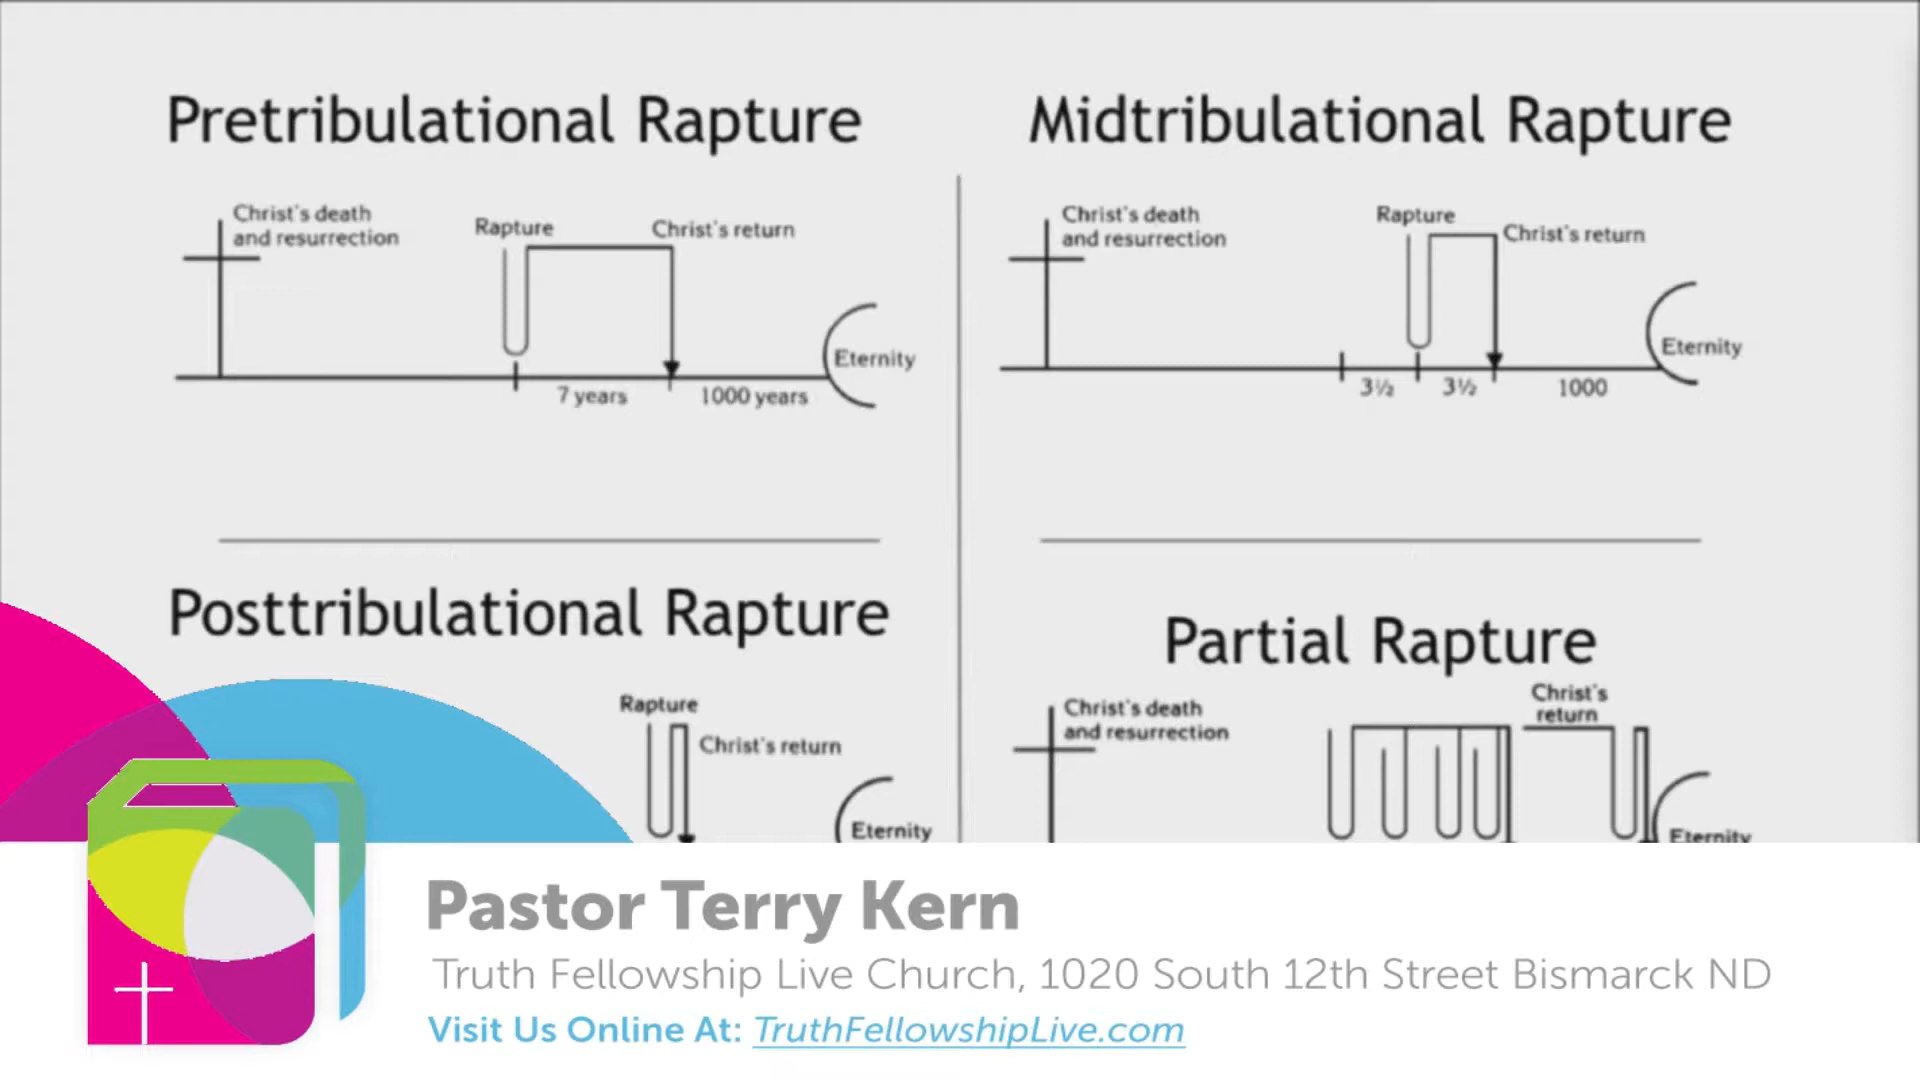 Pretribulational Rapture
Christ's death
and resurrection
Rapture
Christ's return
Eternity
7 years
1000 years
Midtribulational Rapture
Christ's death
and resurrection
Rapture
Christ's return
Eternity
3½
3½
1000
Posttribulational Rapture
Rapture
Christ's return
Eternity
Partial Rapture
Christ's death
and resurrection
Christ's
return
Eternity
Pastor Terry Kern
Truth Fellowship Live Church, 1020 South 12th Street Bismarck ND
Visit Us Online At: TruthFellowshipLive.com